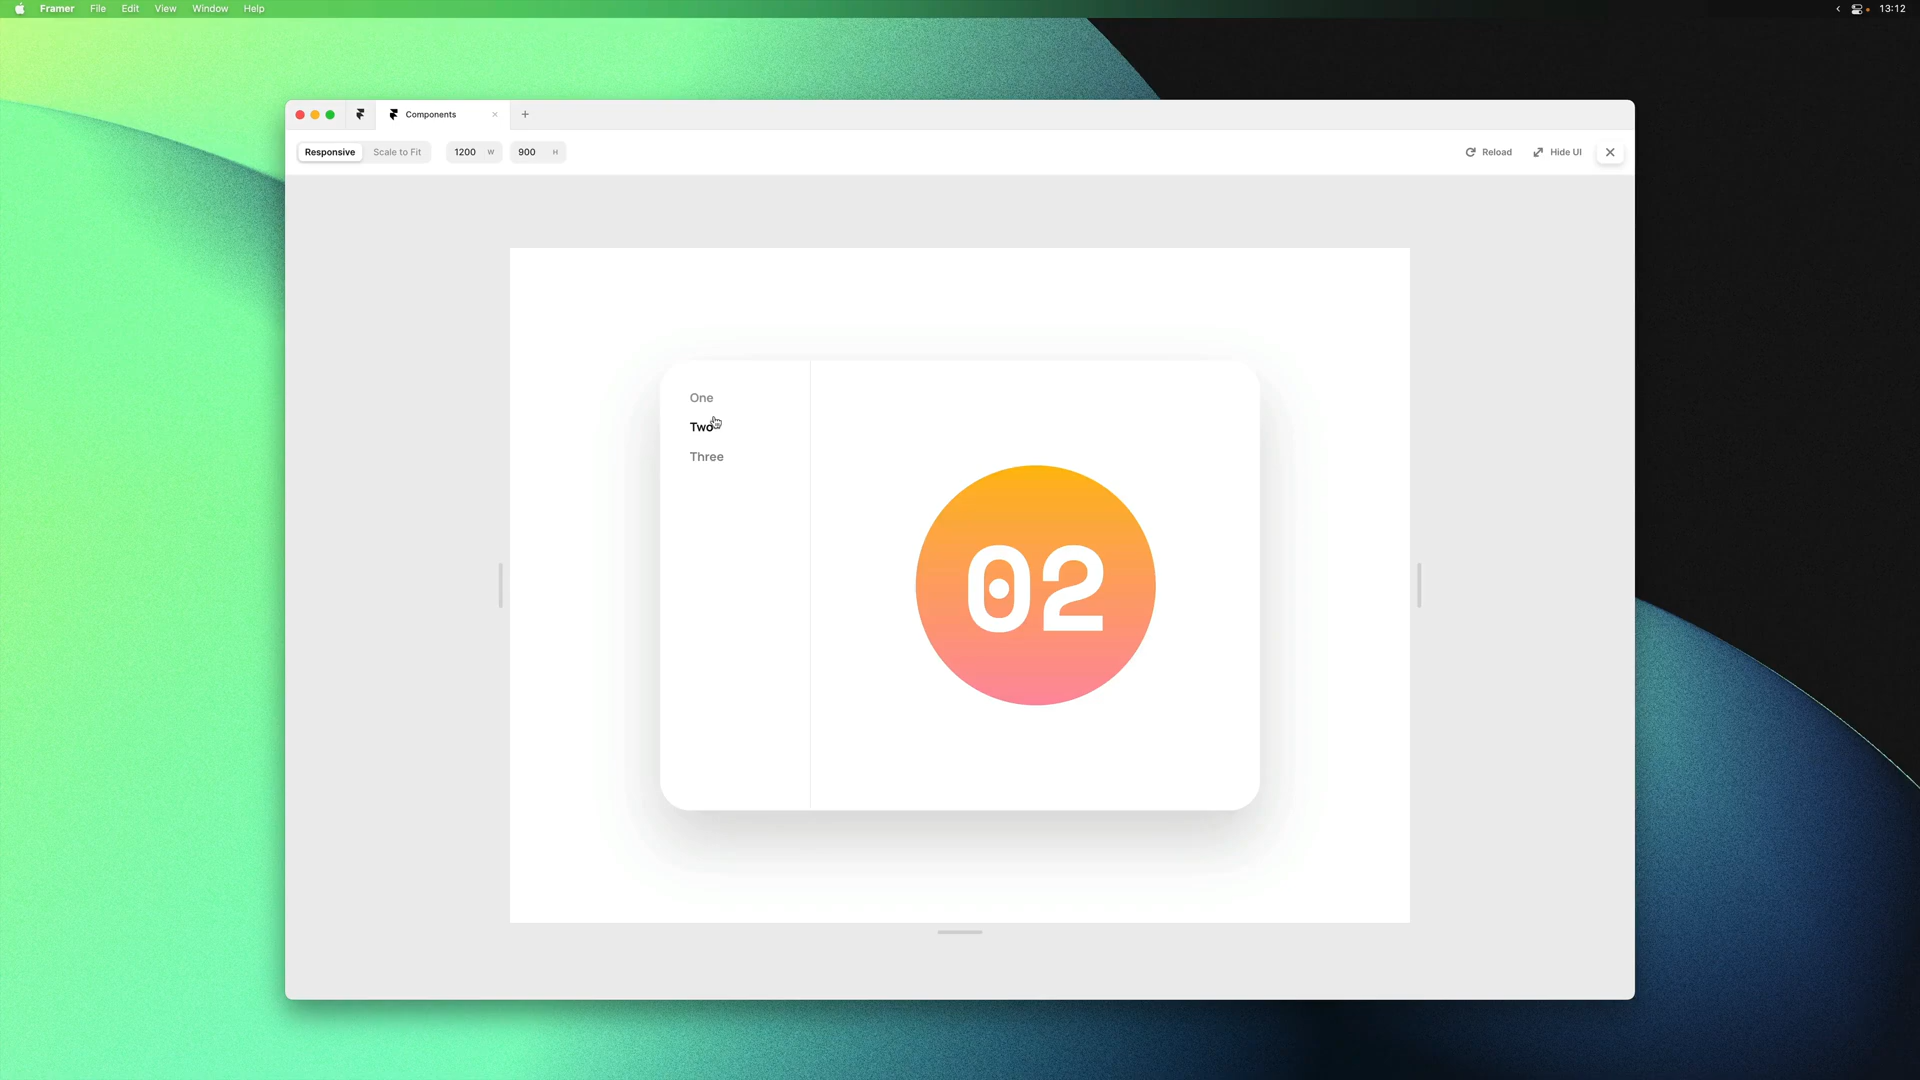 Framer File Edit View Window Help 13:12
Components
Responsive Scale to Fit 1200 W 900 H Reload Hide UI
One
Two
Three
02